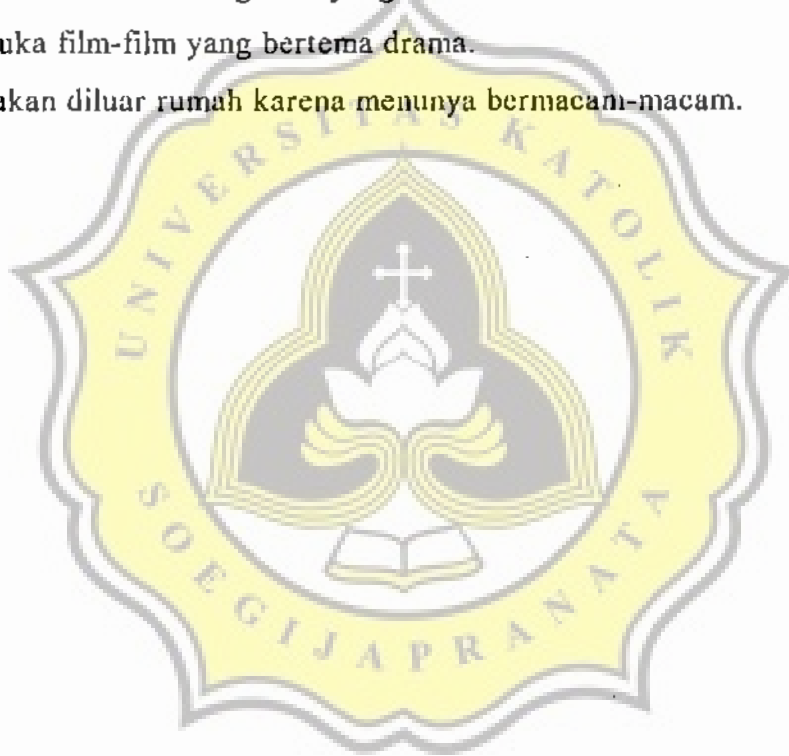 uka film-film yang bertema drama.
akan diluar rumah karena menunya bermacam-macam.
UNIVERSITAS KATOLIK
SOEGIJAPRANATA